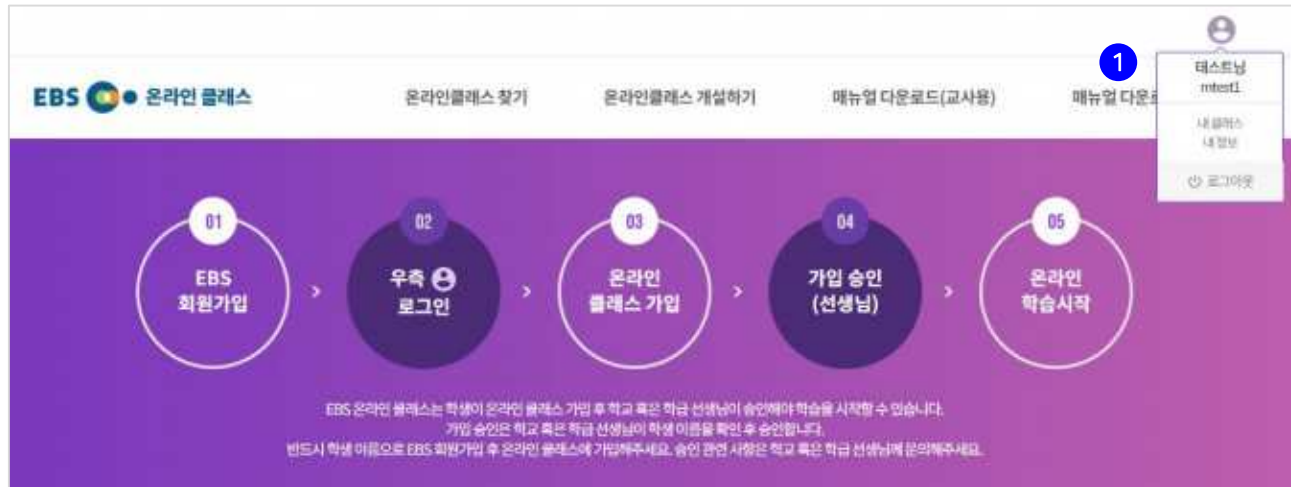 1
테스트님
mtest1
내 클래스
내 정보
로그아웃
EBS 온라인 클래스
온라인클래스 찾기
온라인클래스 개설하기
매뉴얼 다운로드(교사용)
매뉴얼 다운로
01
EBS
회원가입
02
우측
로그인
03
온라인
클래스 가입
04
가입 승인
(선생님)
05
온라인
학습시작
EBS 온라인 클래스는 학생이 온라인 클래스 가입 후 학교 혹은 학급 선생님이 승인해야 학습을 시작할 수 있습니다.
가입 승인은 학교 혹은 학급 선생님이 학생 이름을 확인 후 승인합니다.
반드시 학생 이름으로 EBS 회원가입 후 온라인 클래스에 가입해주세요. 승인 관련 사항은 학교 혹은 학급 선생님께 문의해주세요.